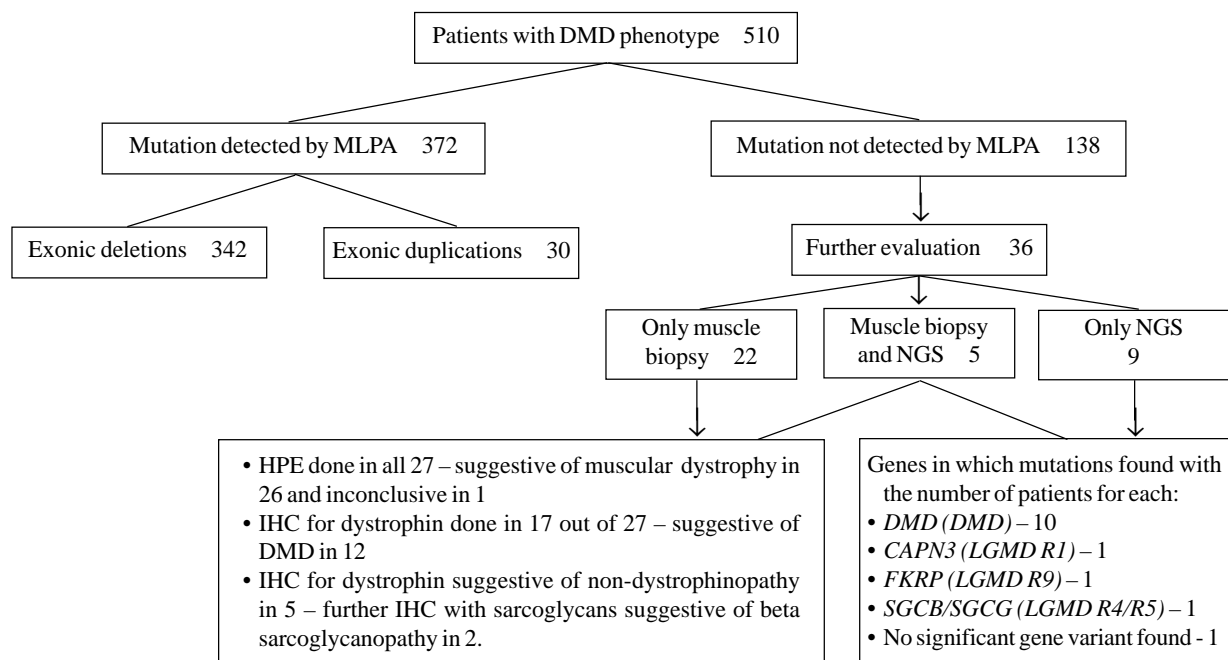 Patients with DMD phenotype 510
Mutation detected by MLPA 372
Mutation not detected by MLPA 138
Exonic deletions 342
Exonic duplications 30
Further evaluation 36
Only muscle
biopsy 22
Muscle biopsy
and NGS 5
Only NGS
9
• HPE done in all 27 – suggestive of muscular dystrophy in
26 and inconclusive in 1
• IHC for dystrophin done in 17 out of 27 – suggestive of
DMD in 12
• IHC for dystrophin suggestive of non-dystrophinopathy
in 5 – further IHC with sarcoglycans suggestive of beta
sarcoglycanopathy in 2.
Genes in which mutations found with
the number of patients for each:
• DMD (DMD) – 10
• CAPN3 (LGMD R1) – 1
• FKRP (LGMD R9) – 1
• SGCB/SGCG (LGMD R4/R5) – 1
• No significant gene variant found - 1